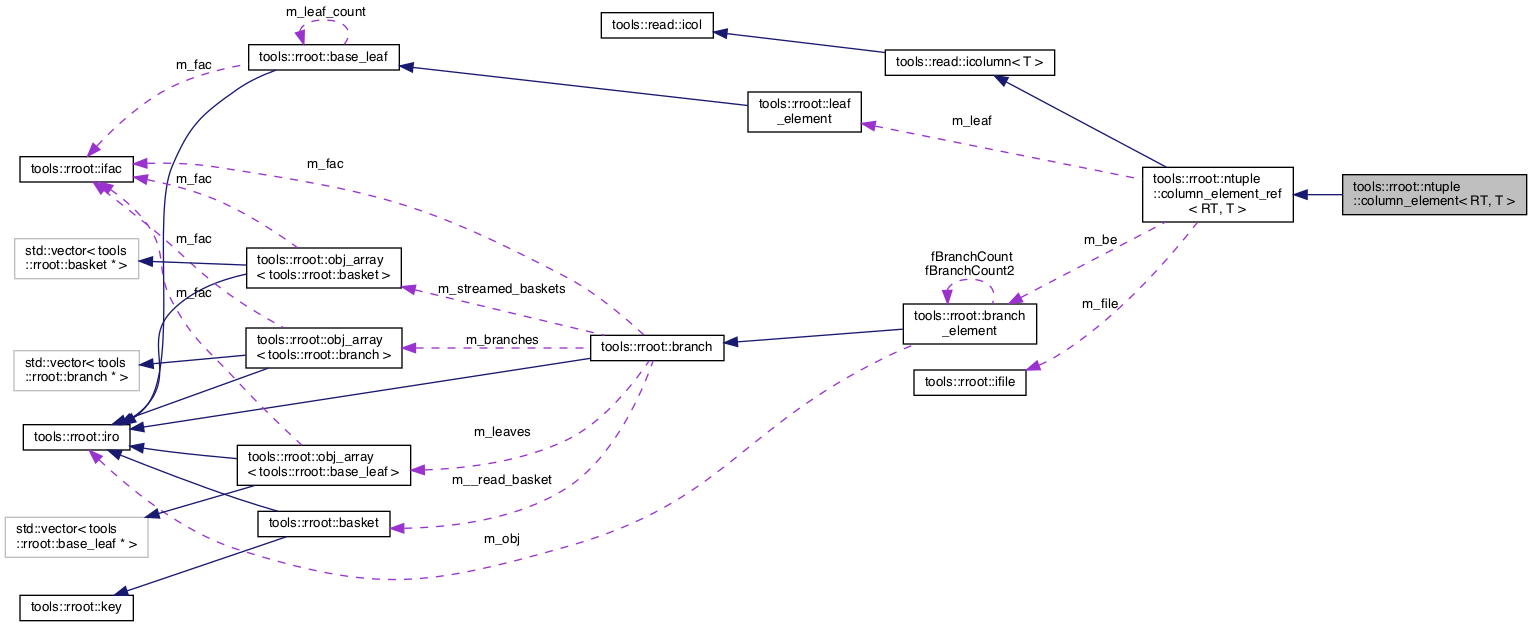 m_leaf_count
tools::rroot::base_leaf
m_fac
tools::read::icol
tools::read::icolumn< T >
tools::rroot::leaf
_element
m_leaf
tools::rroot::ifac
m_fac
m_fac
tools::rroot::ntuple
::column_element_ref
< RT, T >
tools::rroot::ntuple
::column_element< RT, T >
std::vector< tools
::rroot::basket * >
m_fac
tools::rroot::obj_array
< tools::rroot::basket >
m_be
fBranchCount
fBranchCount2
m_fac
m_streamed_baskets
m_file
tools::rroot::branch
_element
std::vector< tools
::rroot::branch * >
tools::rroot::obj_array
< tools::rroot::branch >
m_branches
tools::rroot::branch
tools::rroot::ifile
tools::rroot::iro
m_leaves
tools::rroot::obj_array
< tools::rroot::base_leaf >
m__read_basket
std::vector< tools
::rroot::base_leaf * >
tools::rroot::basket
m_obj
tools::rroot::key